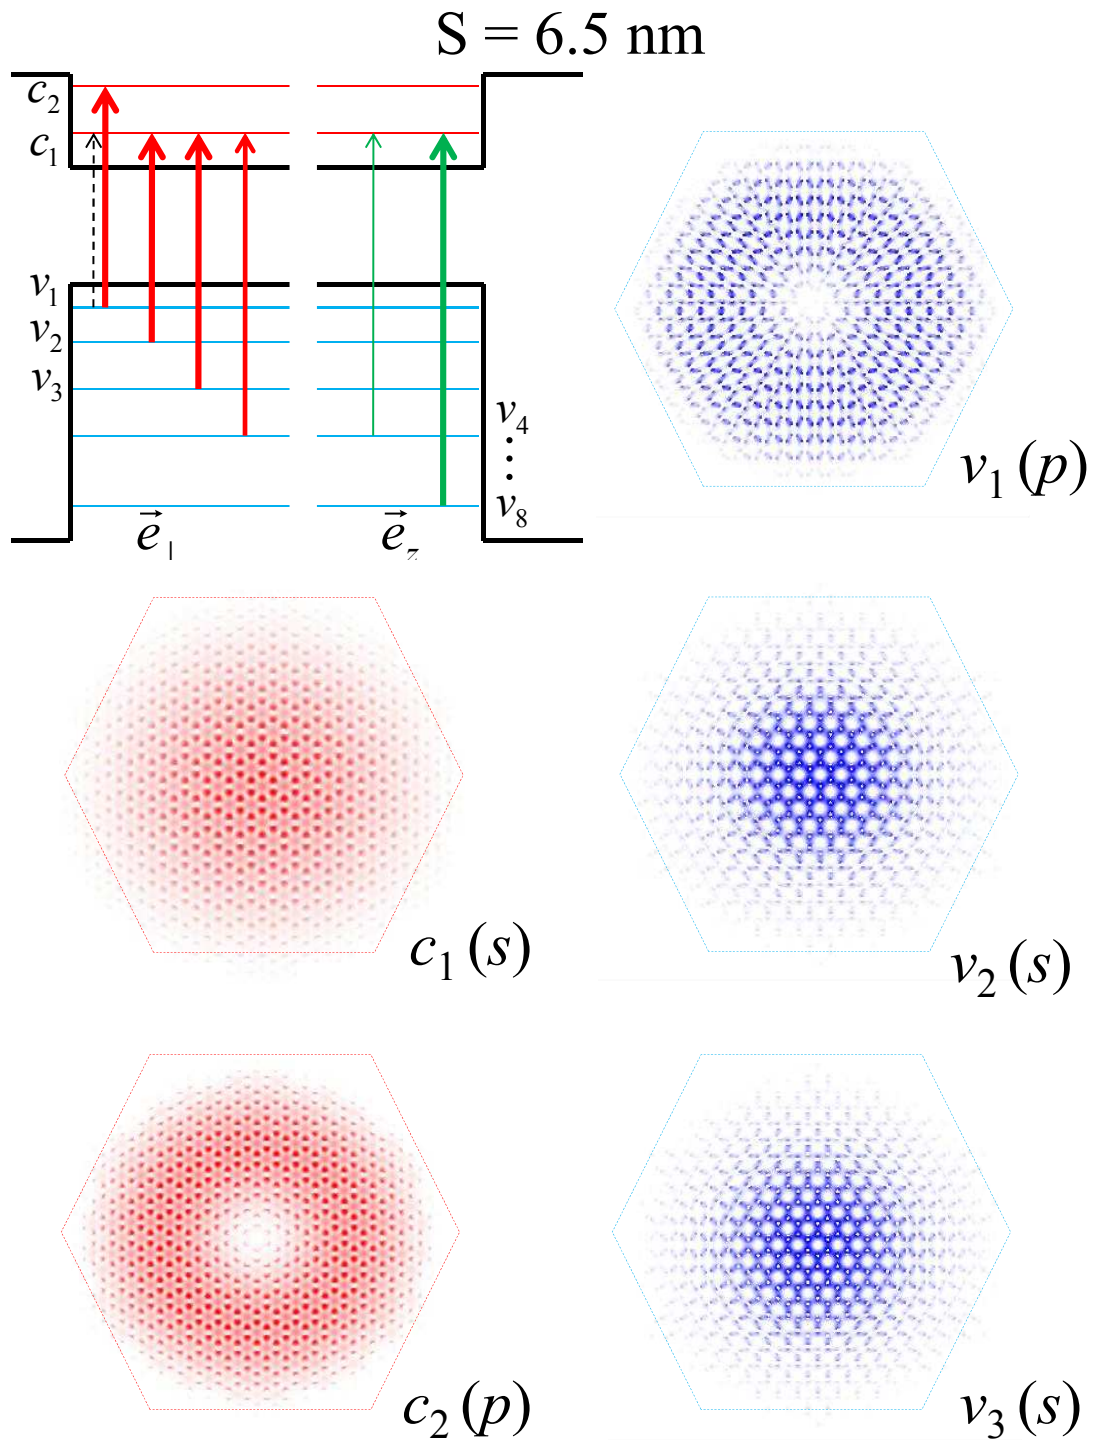 S = 6.5 nm
c₂
c₁
v₁
v₂
v₃
v₄
⋮
v₈
e⃗⊥
e⃗z
v₁ (p)
c₁ (s)
v₂ (s)
c₂ (p)
v₃ (s)